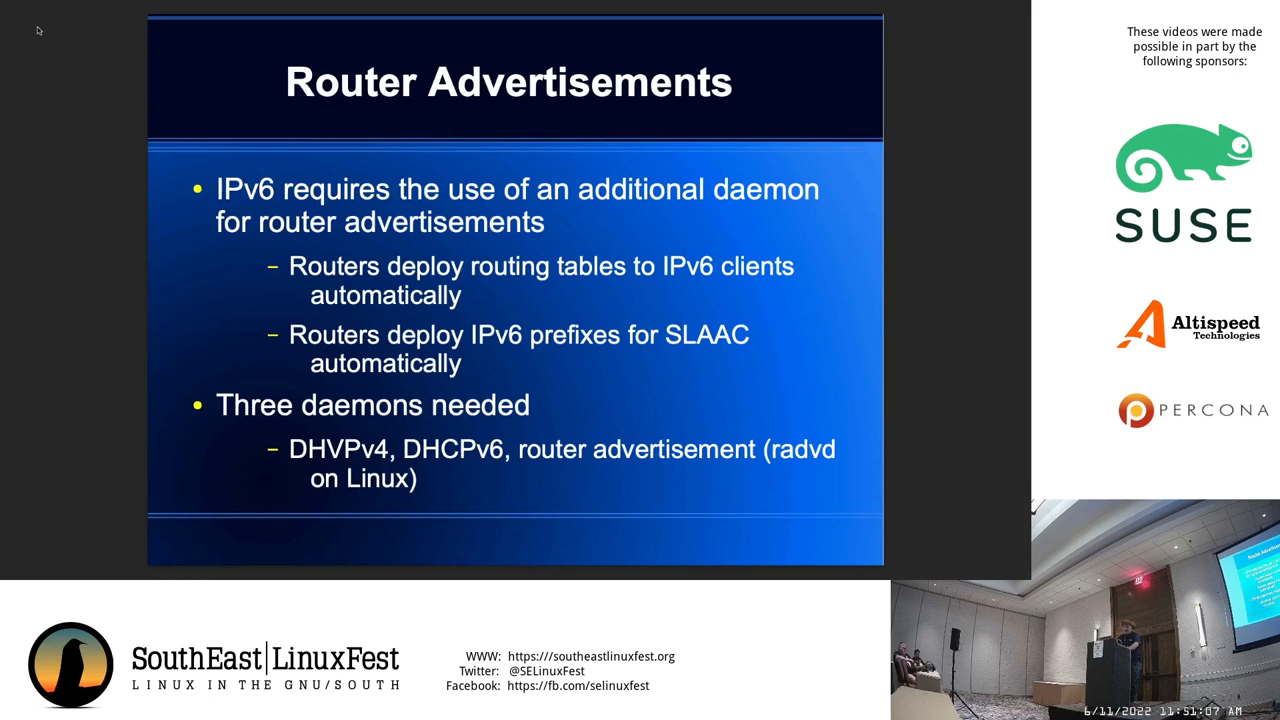 Router Advertisements
IPv6 requires the use of an additional daemon
for router advertisements
– Routers deploy routing tables to IPv6 clients
automatically
– Routers deploy IPv6 prefixes for SLAAC
automatically
Three daemons needed
– DHVPv4, DHCPv6, router advertisement (radvd
on Linux)
These videos were made
possible in part by the
following sponsors:
SUSE
Altispeed
Technologies
PERCONA
SouthEast|LinuxFest
LINUX IN THE GNU/SOUTH
WWW: https:///southeastlinuxfest.org
Twitter: @SELinuxFest
Facebook: https://fb.com/selinuxfest
6/11/2022 11:51:07 AM